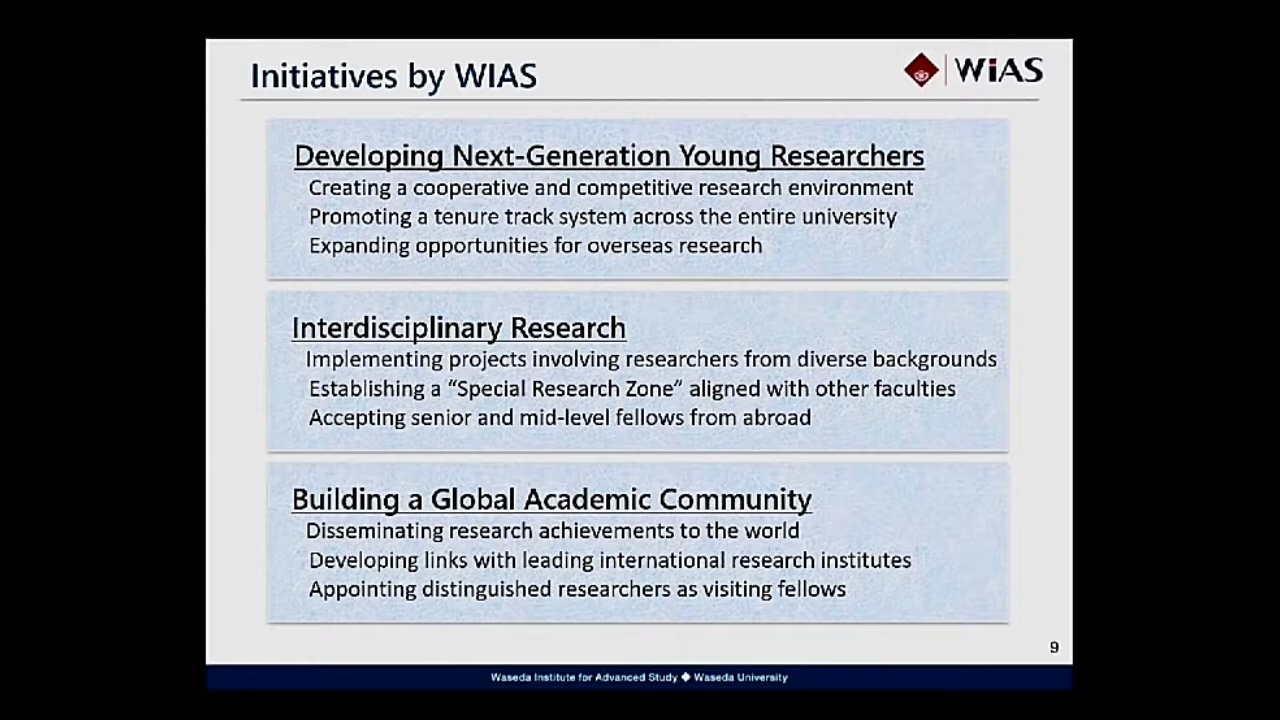 Initiatives by WIAS
WiAS
Developing Next-Generation Young Researchers
Creating a cooperative and competitive research environment
Promoting a tenure track system across the entire university
Expanding opportunities for overseas research
Interdisciplinary Research
Implementing projects involving researchers from diverse backgrounds
Establishing a “Special Research Zone” aligned with other faculties
Accepting senior and mid-level fellows from abroad
Building a Global Academic Community
Disseminating research achievements to the world
Developing links with leading international research institutes
Appointing distinguished researchers as visiting fellows
9
Waseda Institute for Advanced Study ◆ Waseda University